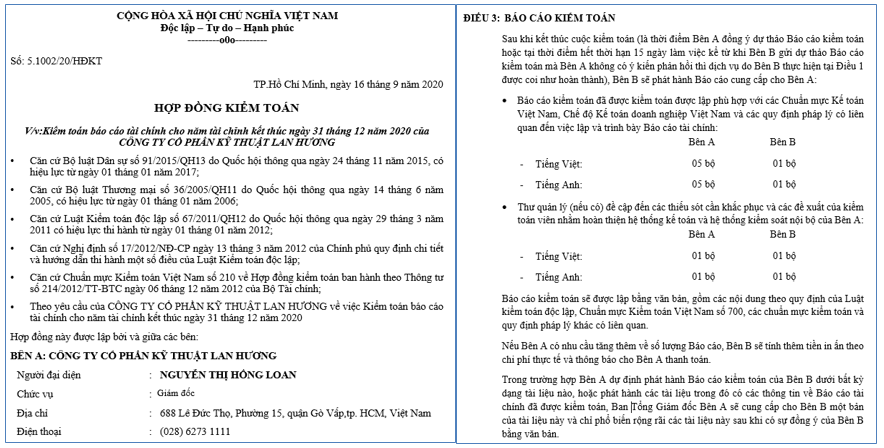 CỘNG HÒA XÃ HỘI CHỦ NGHĨA VIỆT NAM
Độc lập – Tự do – Hạnh phúc
---------o0o---------
Số: 5.1002/20/HĐKT
TP.Hồ Chí Minh, ngày 16 tháng 9 năm 2020
HỢP ĐỒNG KIỂM TOÁN
V/v:Kiểm toán báo cáo tài chính cho năm tài chính kết thúc ngày 31 tháng 12 năm 2020 của
CÔNG TY CỔ PHẦN KỸ THUẬT LAN HƯƠNG
• Căn cứ Bộ luật Dân sự số 91/2015/QH13 do Quốc hội thông qua ngày 24 tháng 11 năm 2015, có
hiệu lực từ ngày 01 tháng 01 năm 2017;
• Căn cứ Bộ luật Thương mại số 36/2005/QH11 do Quốc hội thông qua ngày 14 tháng 6 năm
2005, có hiệu lực từ ngày 01 tháng 01 năm 2006;
• Căn cứ Luật Kiểm toán độc lập số 67/2011/QH12 do Quốc hội thông qua ngày 29 tháng 3 năm
2011 có hiệu lực thi hành từ ngày 01 tháng 01 năm 2012;
• Căn cứ Nghị định số 17/2012/NĐ-CP ngày 13 tháng 3 năm 2012 của Chính phủ quy định chi tiết
và hướng dẫn thi hành một số điều của Luật Kiểm toán độc lập;
• Căn cứ Chuẩn mực Kiểm toán Việt Nam số 210 về Hợp đồng kiểm toán ban hành theo Thông tư
số 214/2012/TT-BTC ngày 06 tháng 12 năm 2012 của Bộ Tài chính;
• Theo yêu cầu của CÔNG TY CỔ PHẦN KỸ THUẬT LAN HƯƠNG về việc Kiểm toán báo cáo
tài chính cho năm tài chính kết thúc ngày 31 tháng 12 năm 2020
Hợp đồng này được lập bởi và giữa các bên:
BÊN A: CÔNG TY CỔ PHẦN KỸ THUẬT LAN HƯƠNG
Người đại diện : NGUYỄN THỊ HỒNG LOAN
Chức vụ : Giám đốc
Địa chỉ : 688 Lê Đức Thọ, Phường 15, quận Gò Vấp,tp. HCM, Việt Nam
Điện thoại : (028) 6273 1111
ĐIỀU 3: BÁO CÁO KIỂM TOÁN
Sau khi kết thúc cuộc kiểm toán (là thời điểm Bên A đồng ý dự thảo Báo cáo kiểm toán
hoặc tại thời điểm hết thời hạn 15 ngày làm việc kể từ khi Bên B gửi dự thảo Báo cáo
kiểm toán mà Bên A không có ý kiến phản hồi thì dịch vụ do Bên B thực hiện tại Điều 1
được coi như hoàn thành), Bên B sẽ phát hành Báo cáo cung cấp cho Bên A:
• Báo cáo kiểm toán đã được kiểm toán được lập phù hợp với các Chuẩn mực Kế toán
Việt Nam, Chế độ Kế toán doanh nghiệp Việt Nam và các quy định pháp lý có liên
quan đến việc lập và trình bày Báo cáo tài chính:
Bên A Bên B
- Tiếng Việt: 05 bộ 01 bộ
- Tiếng Anh: 05 bộ 01 bộ
• Thư quản lý (nếu có) đề cập đến các thiếu sót cần khắc phục và các đề xuất của kiểm
toán viên nhằm hoàn thiện hệ thống kế toán và hệ thống kiểm soát nội bộ của Bên A:
Bên A Bên B
- Tiếng Việt: 01 bộ 01 bộ
- Tiếng Anh: 01 bộ 01 bộ
Báo cáo kiểm toán sẽ được lập bằng văn bản, gồm các nội dung theo quy định của Luật
kiểm toán độc lập, Chuẩn mực Kiểm toán Việt Nam số 700, các chuẩn mực kiểm toán và
quy định pháp lý khác có liên quan.
Nếu Bên A có nhu cầu tăng thêm về số lượng Báo cáo, Bên B sẽ tính thêm tiền in ấn theo
chi phí thực tế và thông báo cho Bên A thanh toán.
Trong trường hợp Bên A dự định phát hành Báo cáo kiểm toán của Bên B dưới bất kỳ
dạng tài liệu nào, hoặc phát hành các tài liệu trong đó có các thông tin về Báo cáo tài
chính đã được kiểm toán, Ban Tổng Giám đốc Bên A sẽ cung cấp cho Bên B một bản
của tài liệu này và chỉ phổ biến rộng rãi các tài liệu này sau khi có sự đồng ý của Bên B
bằng văn bản.